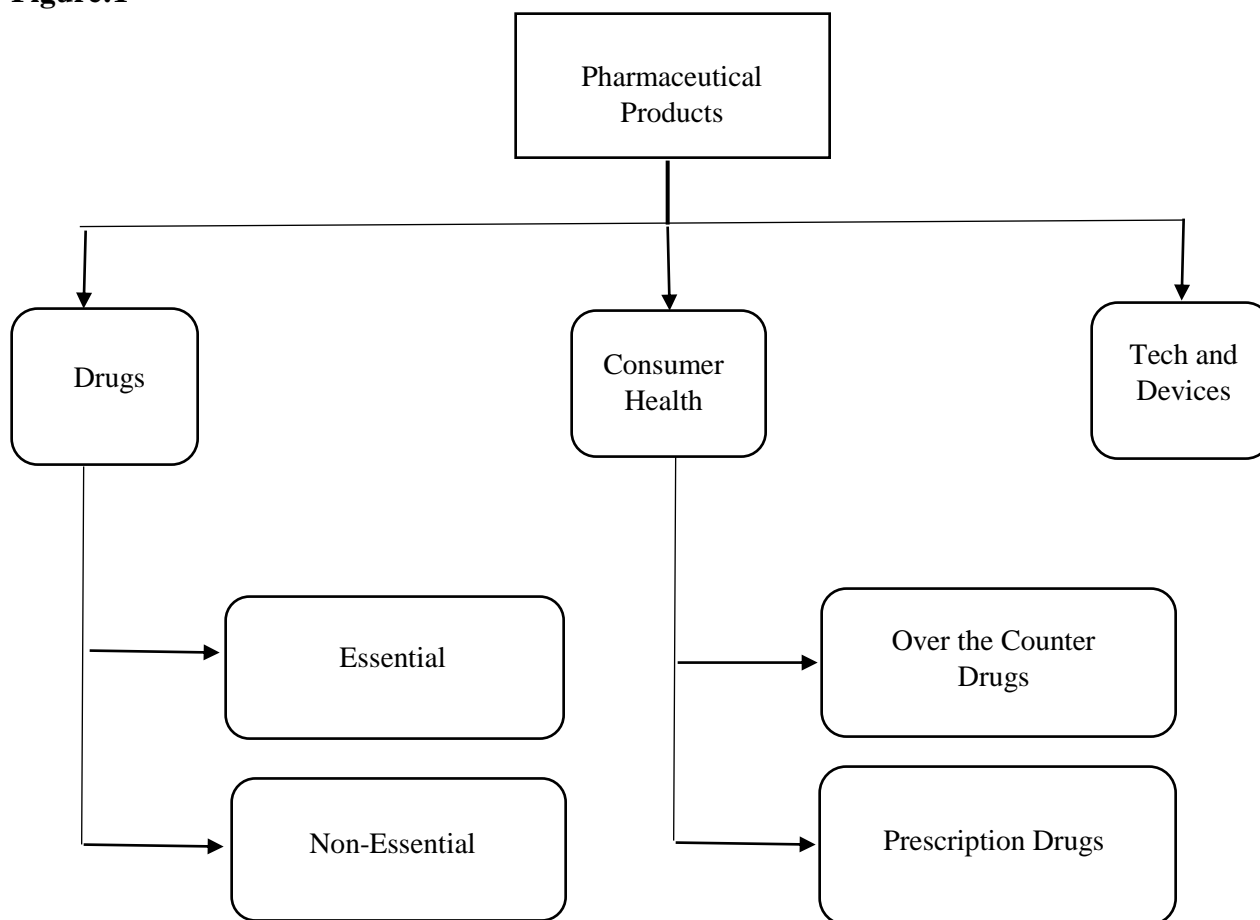 Figure.1
Pharmaceutical
Products
Drugs
Consumer
Health
Tech and
Devices
Essential
Over the Counter
Drugs
Non-Essential
Prescription Drugs